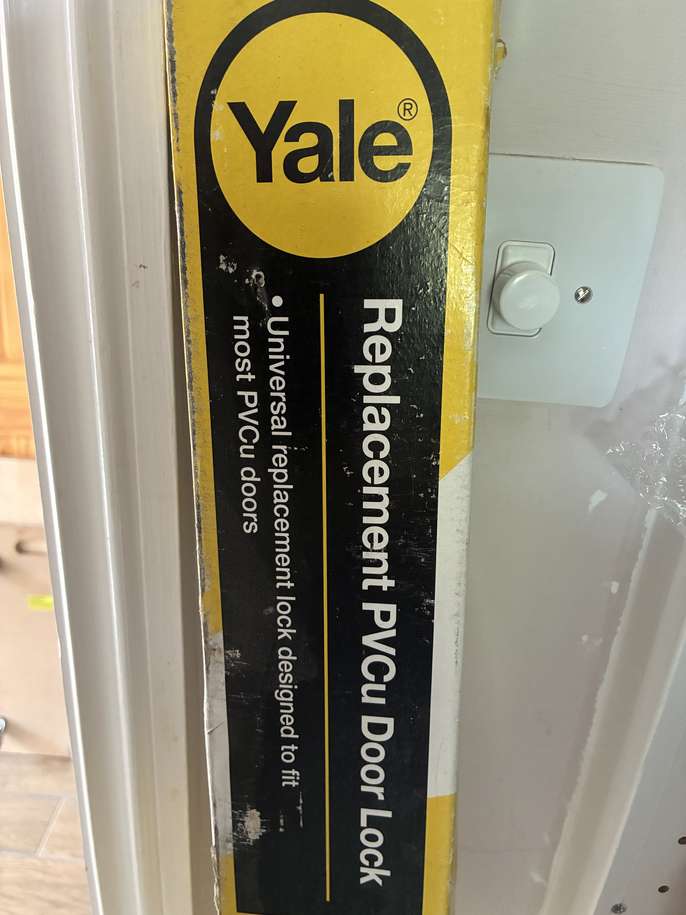 Yale®
Replacement PVCu Door Lock
• Universal replacement lock designed to fit
most PVCu doors